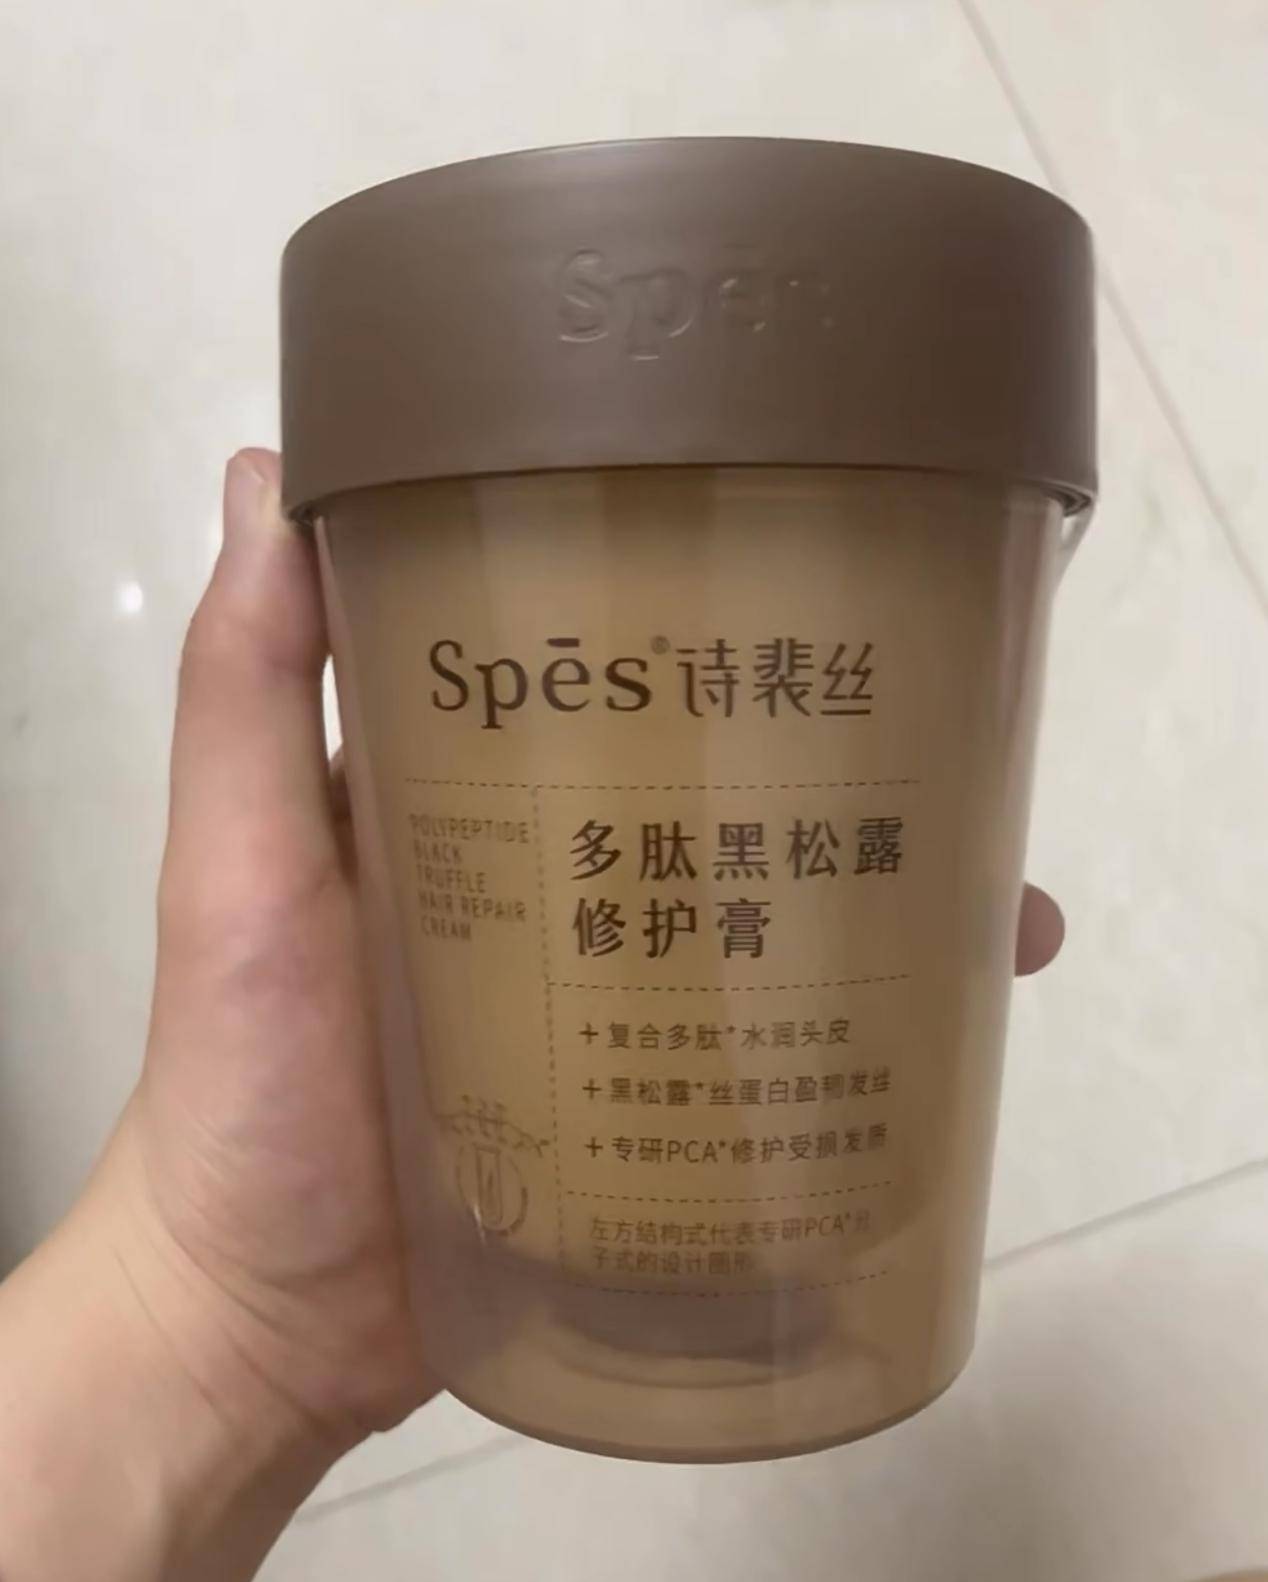 Spēs
Spēs®诗裴丝
POLYPEPTIDE
BLACK
TRUFFLE
HAIR REPAIR
CREAM
多肽黑松露
修护膏
+复合多肽*水润头皮
+黑松露*丝蛋白盈韧发丝
+专研PCA*修护受损发质
左方结构式代表专研PCA*分
子式的设计图形